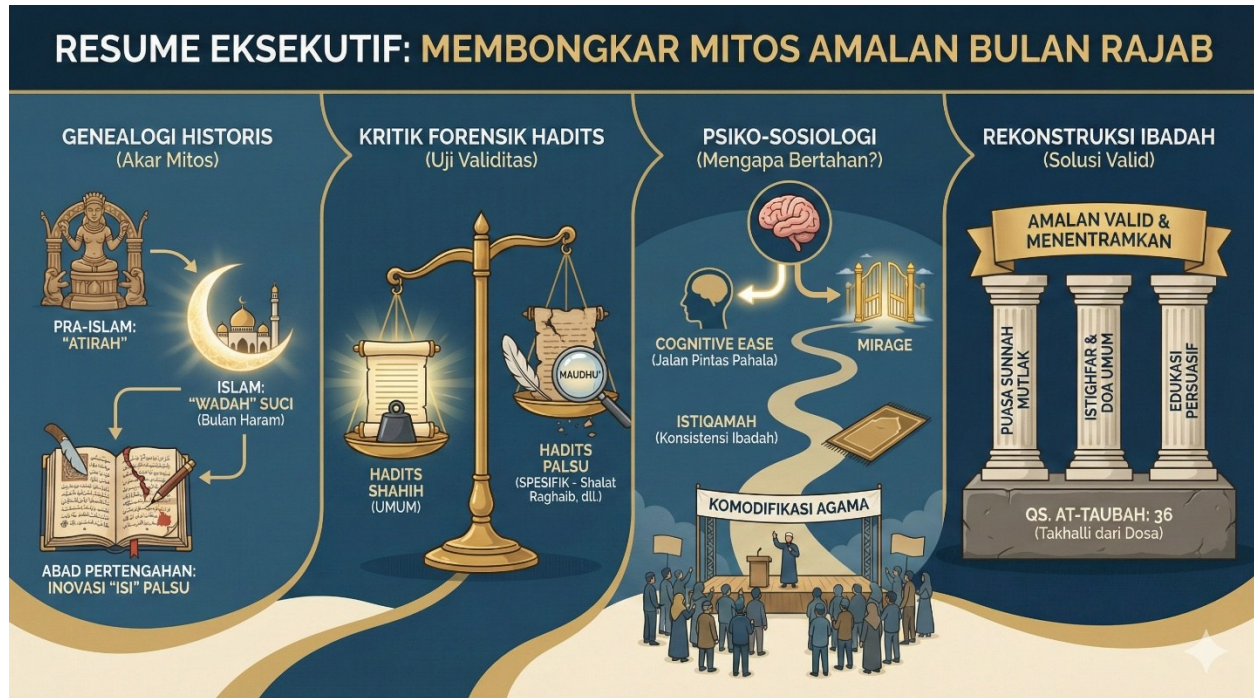 RESUME EKSEKUTIF: MEMBONGKAR MITOS AMALAN BULAN RAJAB
GENEALOGI HISTORIS
(Akar Mitos)
PRA-ISLAM:
"ATIRAH"
ISLAM:
"WADAH" SUCI
(Bulan Haram)
ABAD PERTENGAHAN:
INOVASI "ISI" PALSU
KRITIK FORENSIK HADITS
(Uji Validitas)
MAUDHU'
HADITS
SHAHIH
(UMUM)
HADITS
PALSU
(SPESIFIK - Shalat
Raghaib, dll.)
PSIKO-SOSIOLOGI
(Mengapa Bertahan?)
COGNITIVE EASE
(Jalan Pintas Pahala)
MIRAGE
ISTIQAMAH
(Konsistensi Ibadah)
KOMODIFIKASI AGAMA
REKONSTRUKSI IBADAH
(Solusi Valid)
AMALAN VALID &
MENENTRAMKAN
PUASA SUNNAH
MUTLAK
ISTIGHFAR &
DOA UMUM
EDUKASI
PERSUASIF
QS. AT-TAUBAH: 36
(Takhalli dari Dosa)